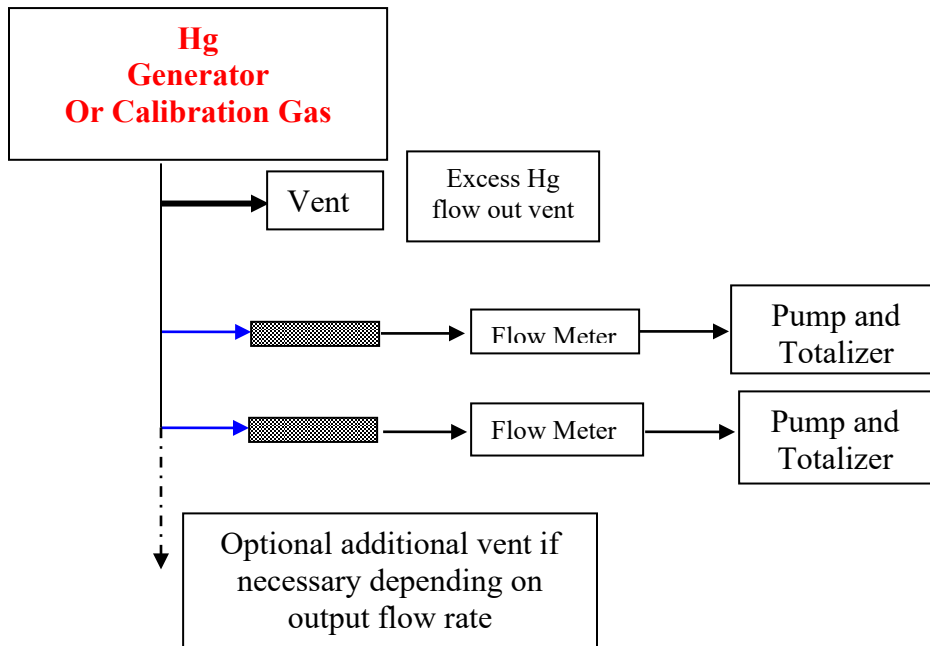 Hg
Generator
Or Calibration Gas
Vent
Excess Hg
flow out vent
Flow Meter
Pump and
Totalizer
Flow Meter
Pump and
Totalizer
Optional additional vent if
necessary depending on
output flow rate